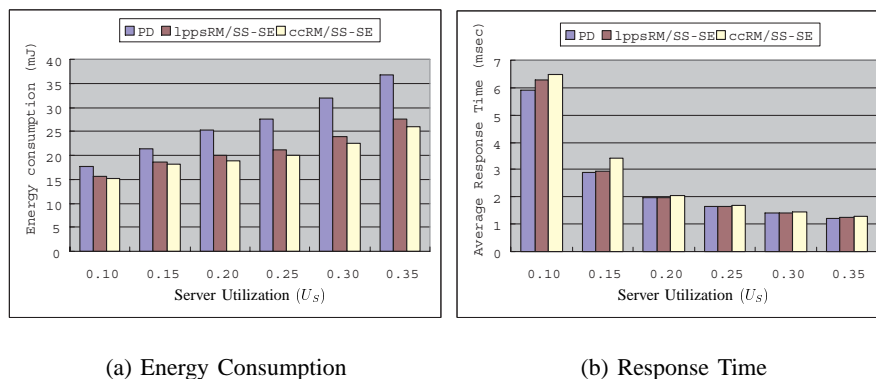 PD lppsRM/SS-SE ccRM/SS-SE
Energy consumption (mJ)
40
35
30
25
20
15
10
5
0
0.10 0.15 0.20 0.25 0.30 0.35
Server Utilization (U_S)
(a) Energy Consumption
PD lppsRM/SS-SE ccRM/SS-SE
Average Response Time (msec)
7
6
5
4
3
2
1
0
0.10 0.15 0.20 0.25 0.30 0.35
Server Utilization (U_S)
(b) Response Time